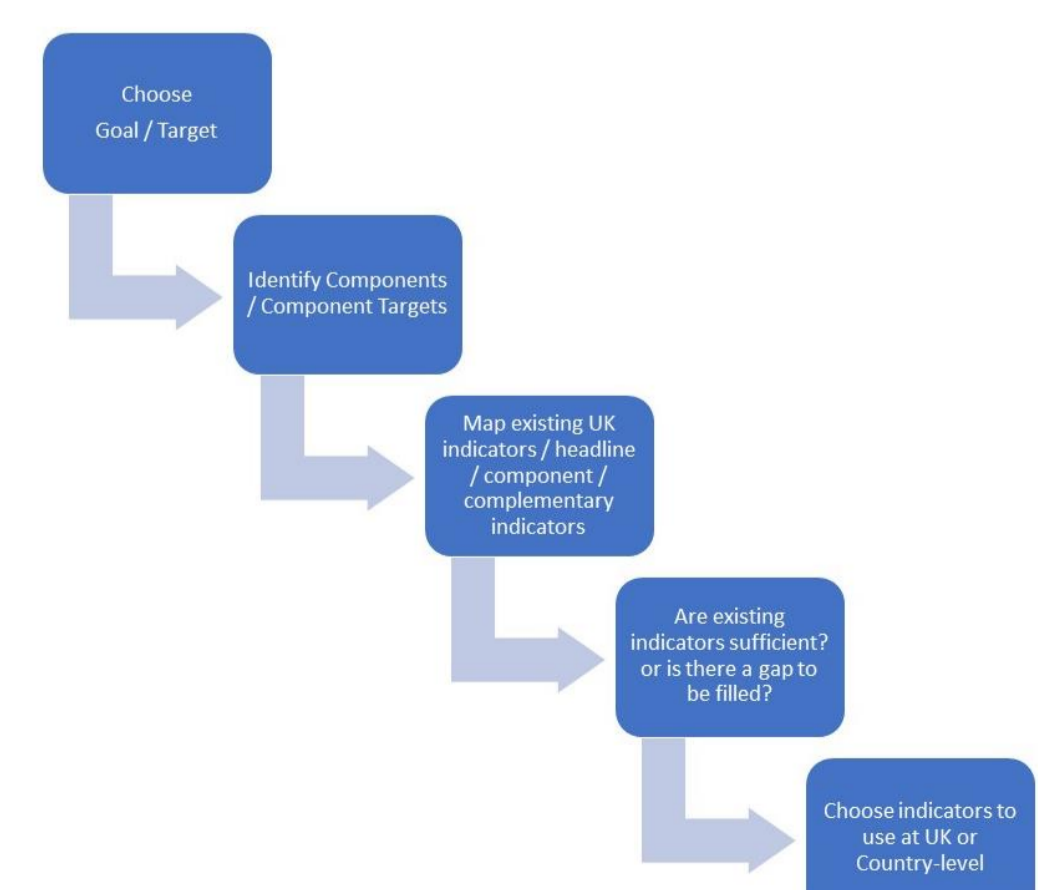 Choose
Goal / Target
Identify Components
/ Component Targets
Map existing UK
indicators / headline
/ component /
complementary
indicators
Are existing
indicators sufficient?
or is there a gap to
be filled?
Choose indicators to
use at UK or
Country-level